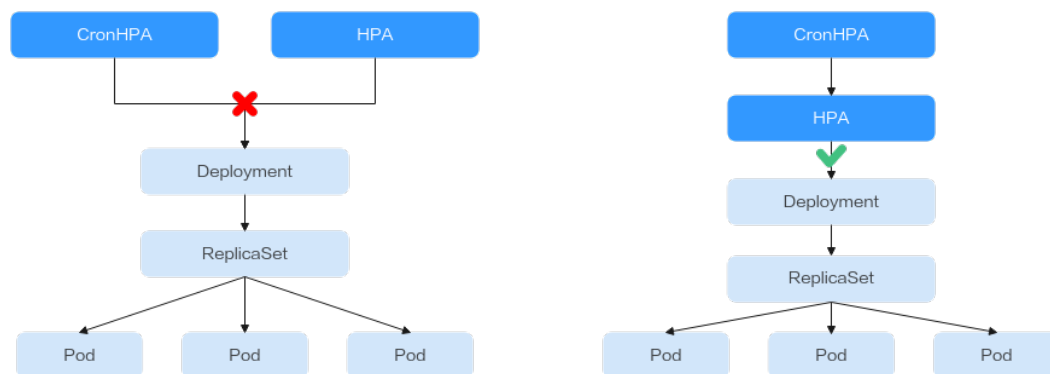 CronHPA
HPA
Deployment
ReplicaSet
Pod
Pod
Pod
CronHPA
HPA
Deployment
ReplicaSet
Pod
Pod
Pod